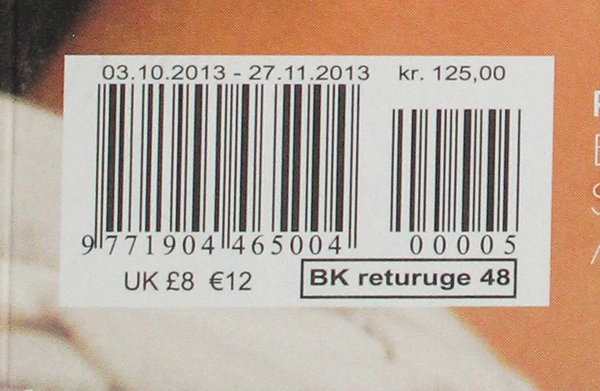 03.10.2013 - 27.11.2013 kr. 125,00
9 771904 465004 00005
UK £8 €12 BK returuge 48